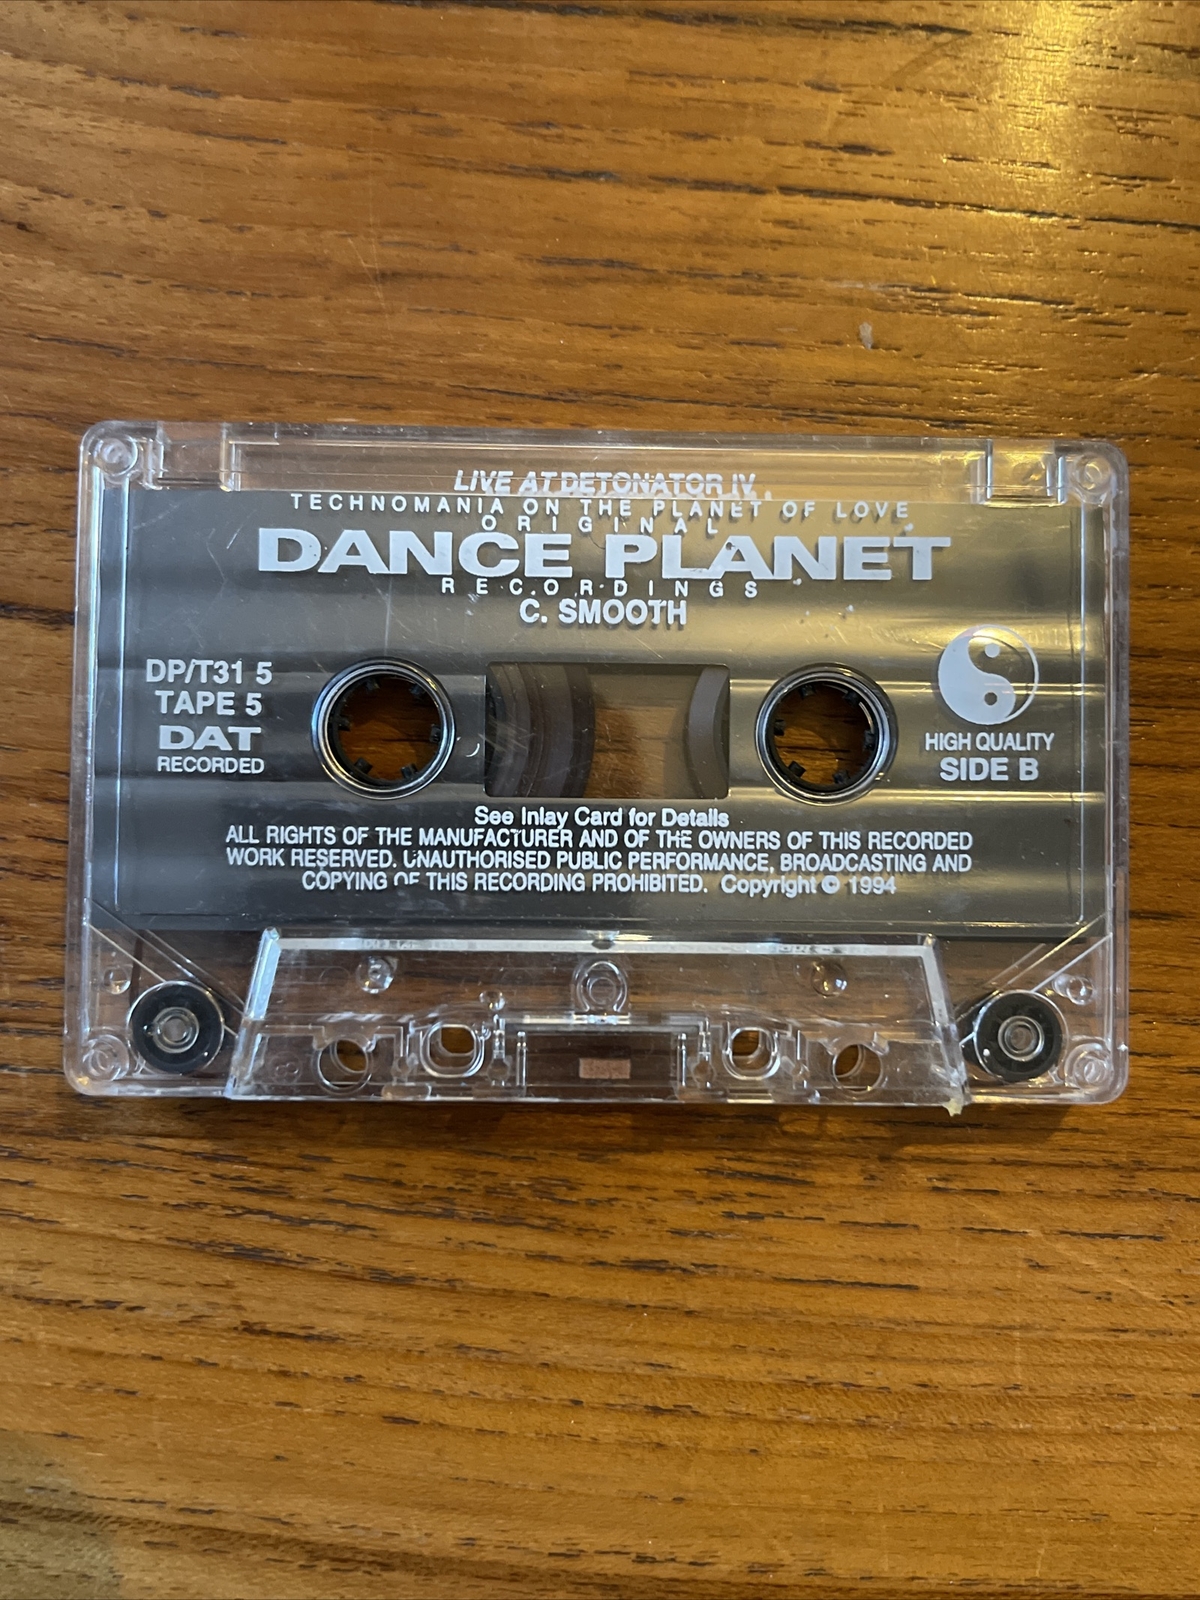 LIVE AT DETONATOR IV
TECHNOMANIA ON THE PLANET OF LOVE
ORIGINAL
DANCE PLANET
RECORDINGS
C. SMOOTH
DP/T31 5
TAPE 5
DAT
RECORDED
HIGH QUALITY
SIDE B
See Inlay Card for Details
ALL RIGHTS OF THE MANUFACTURER AND OF THE OWNERS OF THIS RECORDED
WORK RESERVED. UNAUTHORISED PUBLIC PERFORMANCE, BROADCASTING AND
COPYING OF THIS RECORDING PROHIBITED. Copyright © 1994